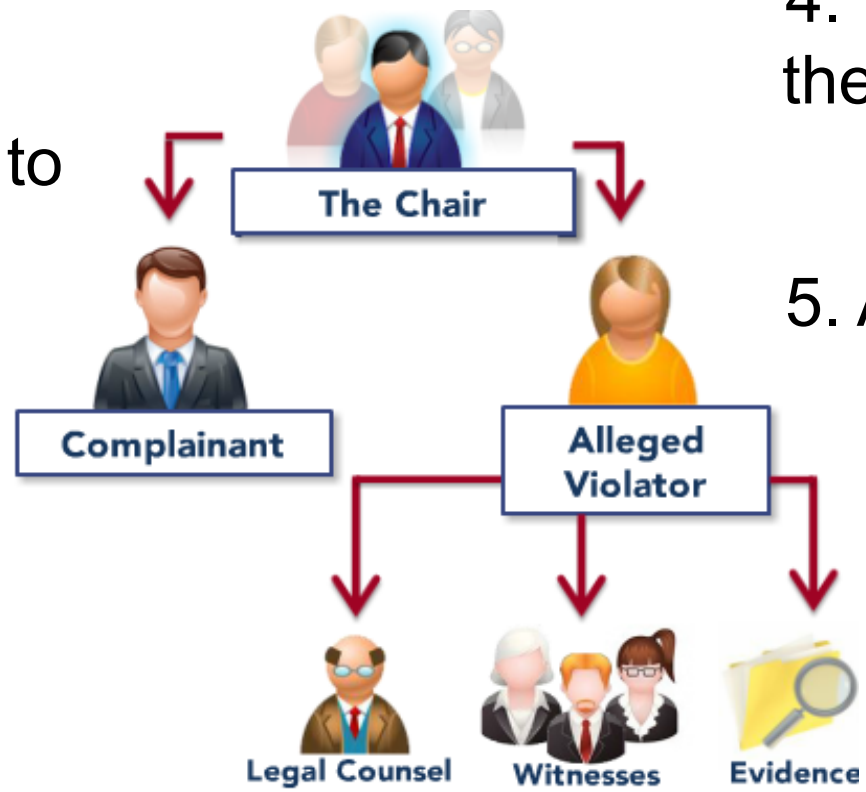 4.
the
to
The Chair
5. A
Complainant
Alleged
Violator
Legal Counsel
Witnesses
Evidence